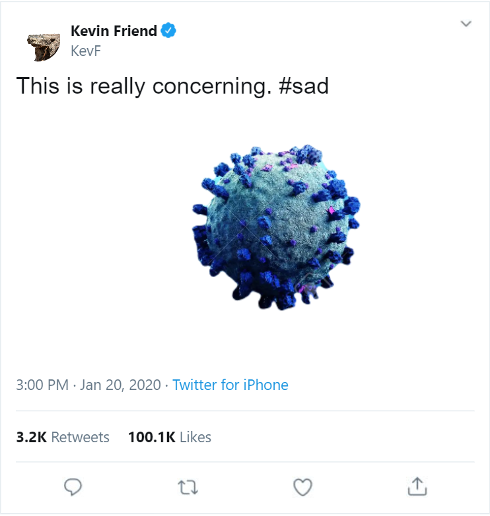 Kevin Friend
KevF
This is really concerning. #sad
3:00 PM · Jan 20, 2020 · Twitter for iPhone
3.2K Retweets 100.1K Likes